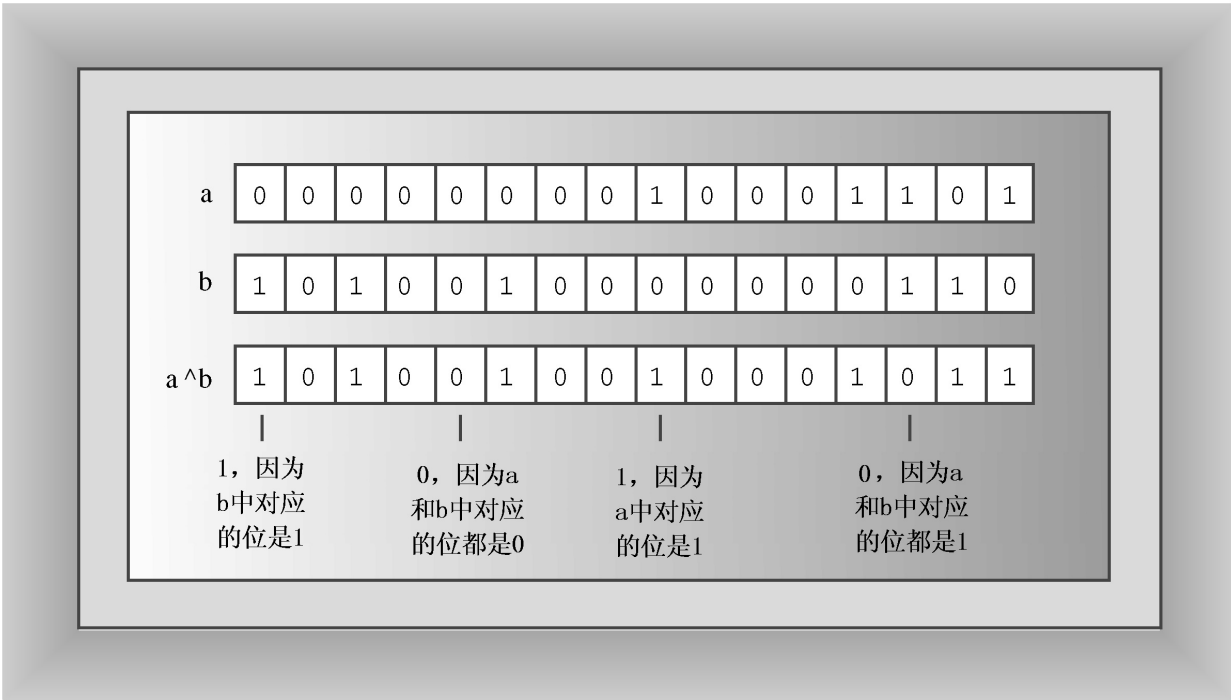 a 0 0 0 0 0 0 0 0 1 0 0 0 1 1 0 1
b 1 0 1 0 0 1 0 0 0 0 0 0 0 1 1 0
a ^b 1 0 1 0 0 1 0 0 1 0 0 0 1 0 1 1
1，因为
b中对应
的位是1
0，因为a
和b中对应
的位都是0
1，因为
a中对应
的位是1
0，因为a
和b中对应
的位都是1